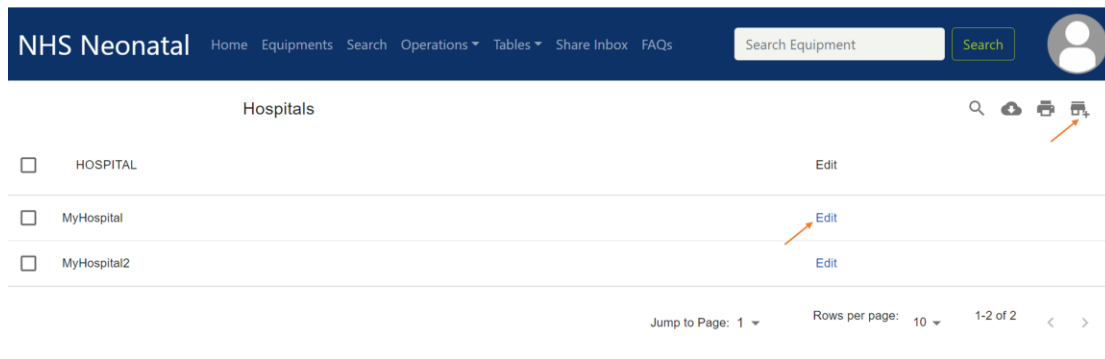 NHS Neonatal Home Equipments Search Operations Tables Share Inbox FAQs Search Equipment Search
Hospitals
HOSPITAL Edit
MyHospital Edit
MyHospital2 Edit
Jump to Page: 1 Rows per page: 10 1-2 of 2